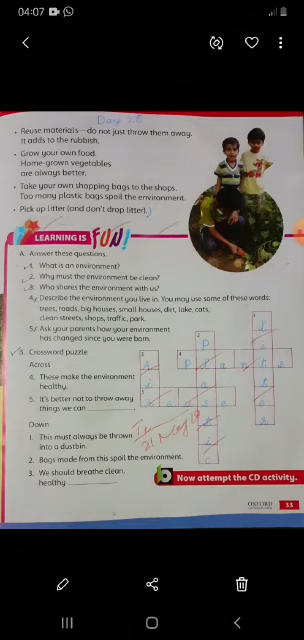 04:07
Day 26
• Reuse materials—do not just throw them away.
It adds to the rubbish.
• Grow your own food.
Home-grown vegetables
are always better.
• Take your own shopping bags to the shops.
Too many plastic bags spoil the environment.
• Pick up litter (and don't drop litter).
LEARNING IS FUN!
A. Answer these questions.
1. What is an environment?
2. Why must the environment be clean?
3. Who shares the environment with us?
4. Describe the environment you live in. You may use some of these words:
trees, roads, big houses, small houses, dirt, lake, cats,
clean streets, shops, traffic, park.
5. Ask your parents how your environment
has changed since you were born.
B. Crossword puzzle
Across
4. These make the environment
healthy.
5. It's better not to throw away
things we can ________.
Down
1. This must always be thrown
into a dustbin.
2. Bags made from this spoil the environment.
3. We should breathe clean,
healthy ________.
Now attempt the CD activity.
OXFORD
33